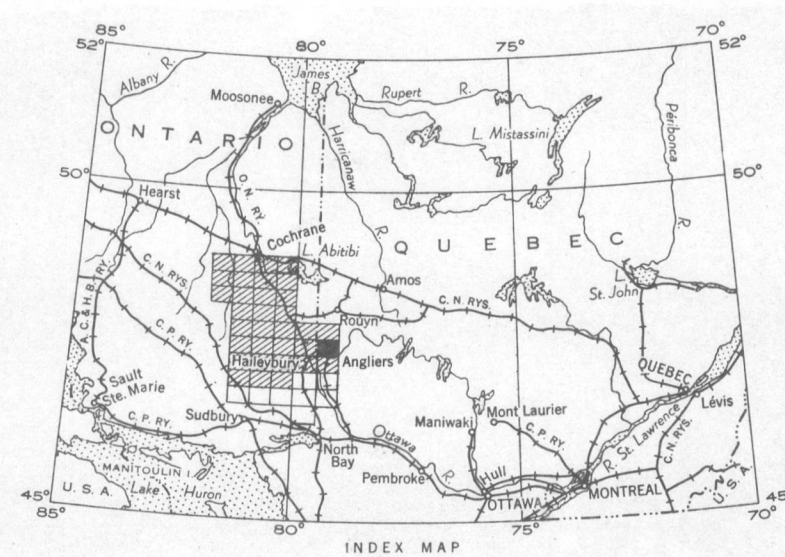 85°
80°
75°
70°
52°
52°
Albany R.
James
B.
Rupert R.
Moosonee
L. Mistassini
Péribonca
R.
ONTARIO
Harricanaw
R.
50°
50°
Hearst
O.N. RY.
Cochrane
L. Abitibi
QUEBEC
C. N. RYS.
Amos
L.
St. John
A.C.& H.B. RY.
C. P. RY.
C. N. RYS.
Rouyn
Haileybury
Angliers
QUEBEC
Sault
Ste. Marie
Lévis
Mont Laurier
Maniwaki
C. P. RY.
Sudbury
C. P. RY.
Ottawa
R.
R. St. Lawrence
C. N. RYS.
North
Bay
MANITOULIN I.
Pembroke
Hull
U. S. A.
Lake Huron
OTTAWA
MONTREAL
U. S. A.
45°
45°
85°
80°
75°
70°
INDEX MAP